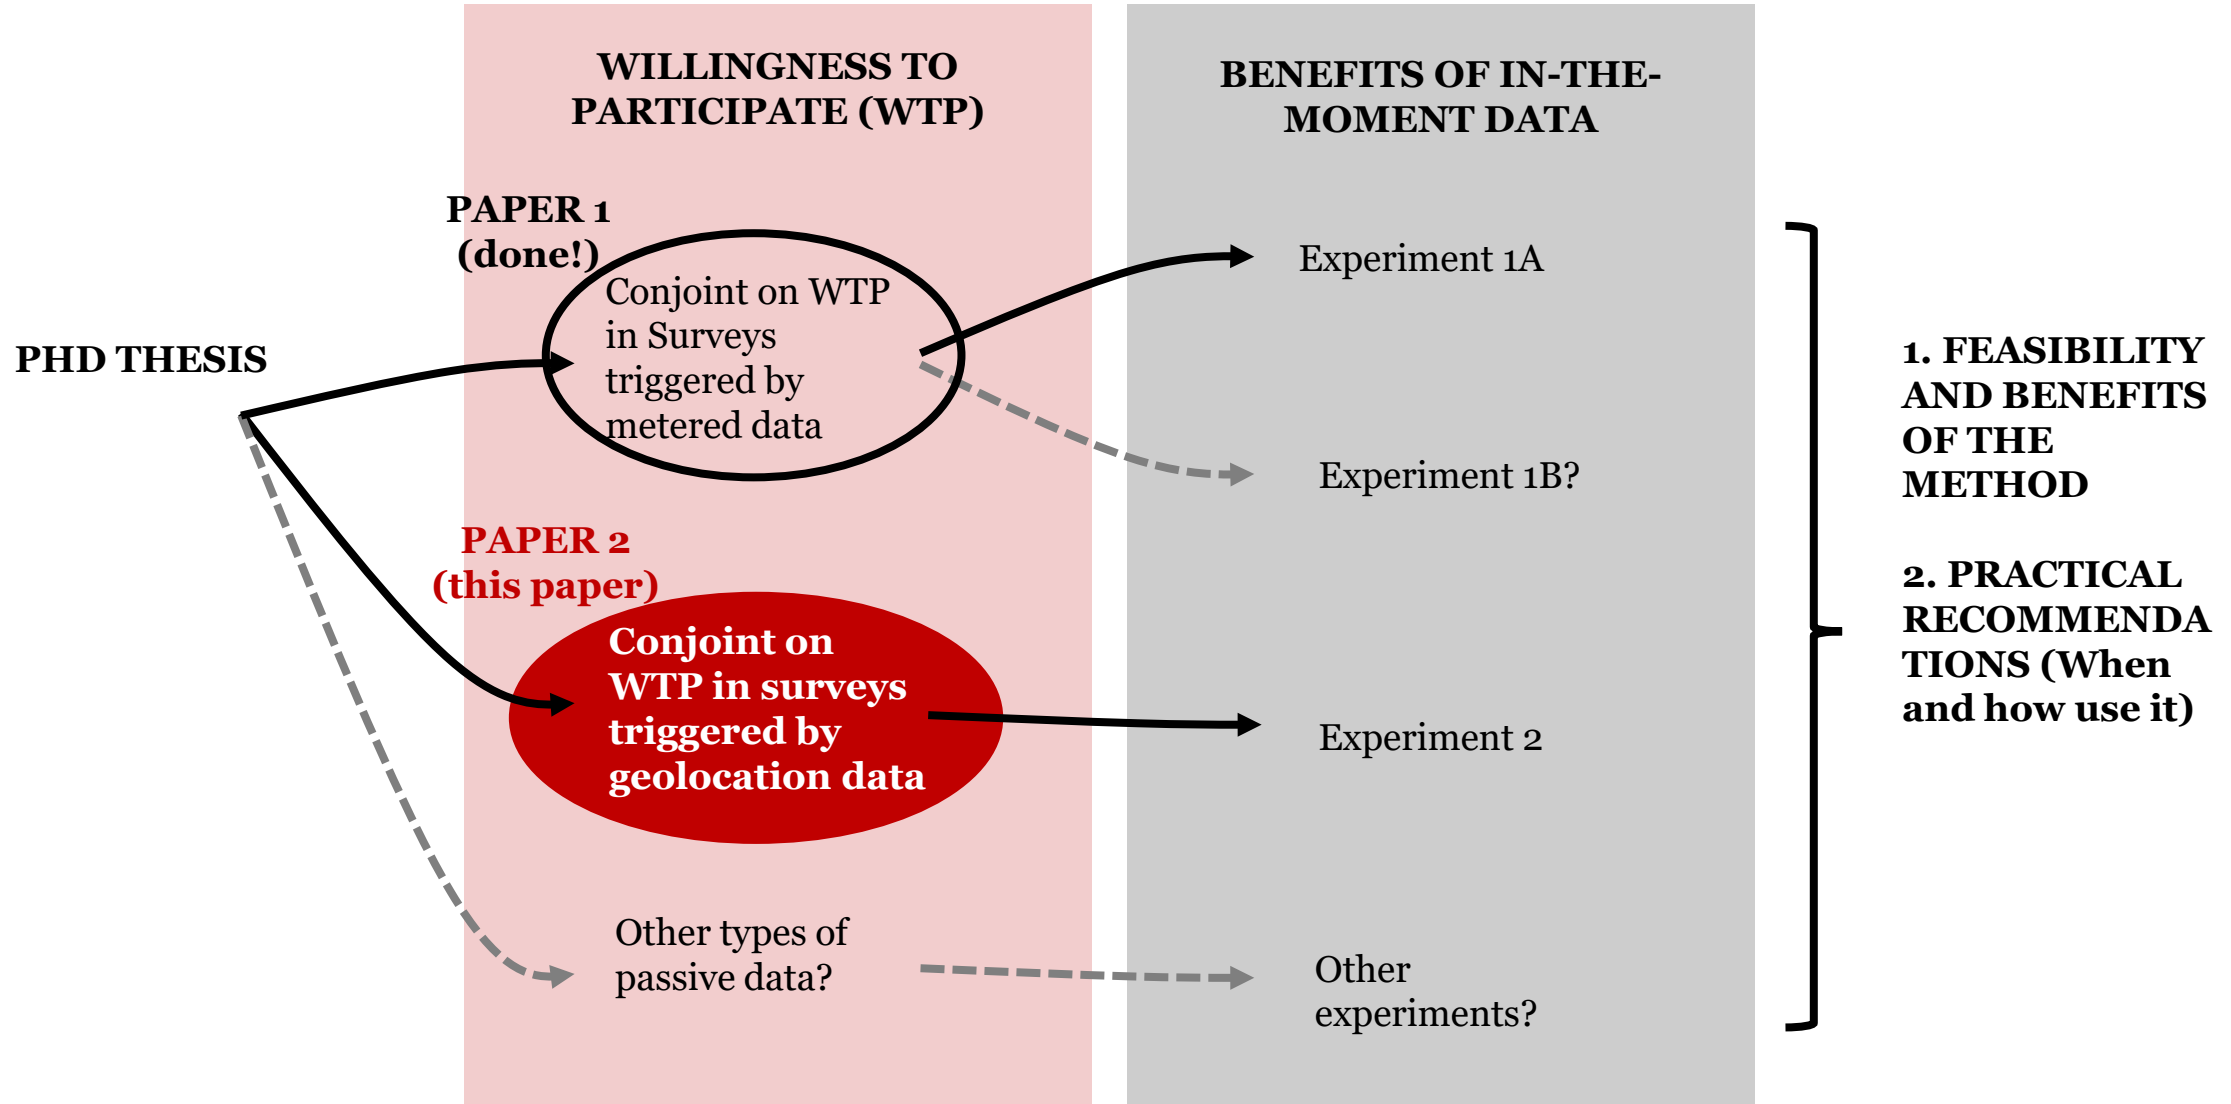 WILLINGNESS TO
PARTICIPATE (WTP)
BENEFITS OF IN-THE-
MOMENT DATA
PHD THESIS
PAPER 1
(done!)
Conjoint on WTP
in Surveys
triggered by
metered data
Experiment 1A
Experiment 1B?
PAPER 2
(this paper)
Conjoint on
WTP in surveys
triggered by
geolocation data
Experiment 2
Other types of
passive data?
Other
experiments?
1. FEASIBILITY
AND BENEFITS
OF THE
METHOD
2. PRACTICAL
RECOMMENDA
TIONS (When
and how use it)